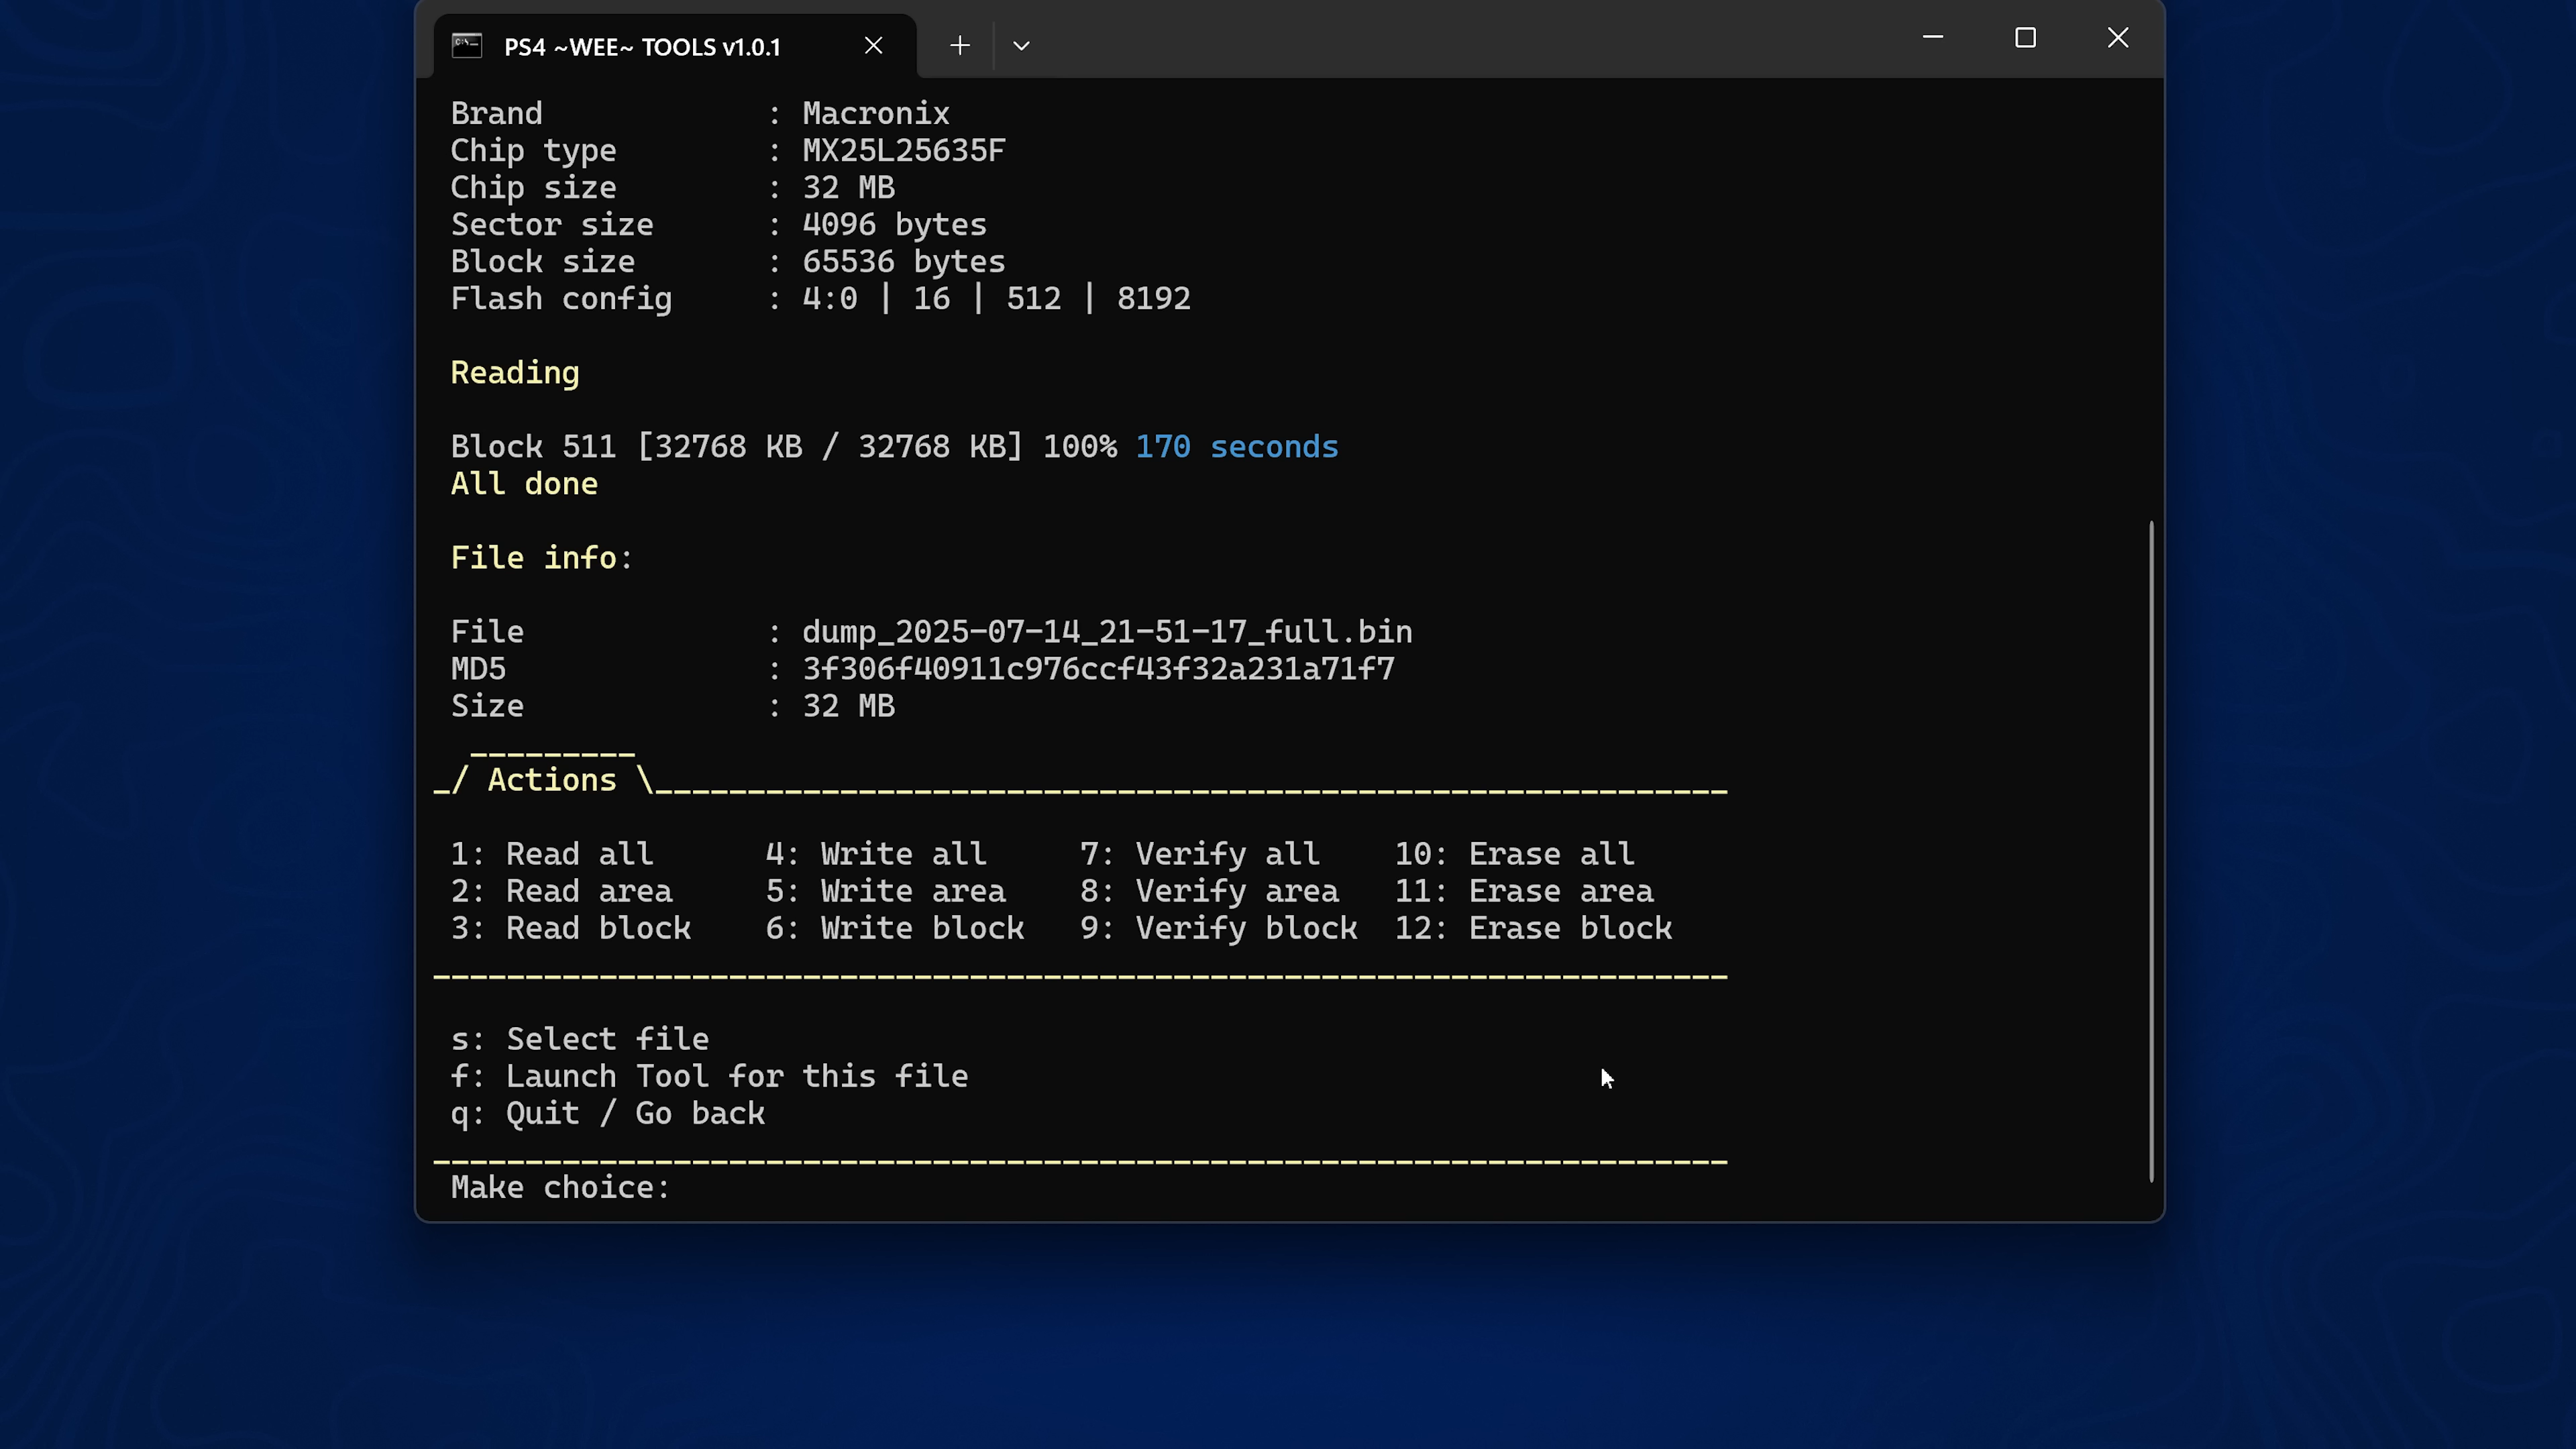 PS4 ~WEE~ TOOLS v1.0.1
Brand : Macronix
Chip type : MX25L25635F
Chip size : 32 MB
Sector size : 4096 bytes
Block size : 65536 bytes
Flash config : 4:0 | 16 | 512 | 8192
Reading
Block 511 [32768 KB / 32768 KB] 100% 170 seconds
All done
File info:
File : dump_2025-07-14_21-51-17_full.bin
MD5 : 3f306f40911c976ccf43f32a231a71f7
Size : 32 MB
_/ Actions \_
1: Read all 4: Write all 7: Verify all 10: Erase all
2: Read area 5: Write area 8: Verify area 11: Erase area
3: Read block 6: Write block 9: Verify block 12: Erase block
s: Select file
f: Launch Tool for this file
q: Quit / Go back
Make choice: